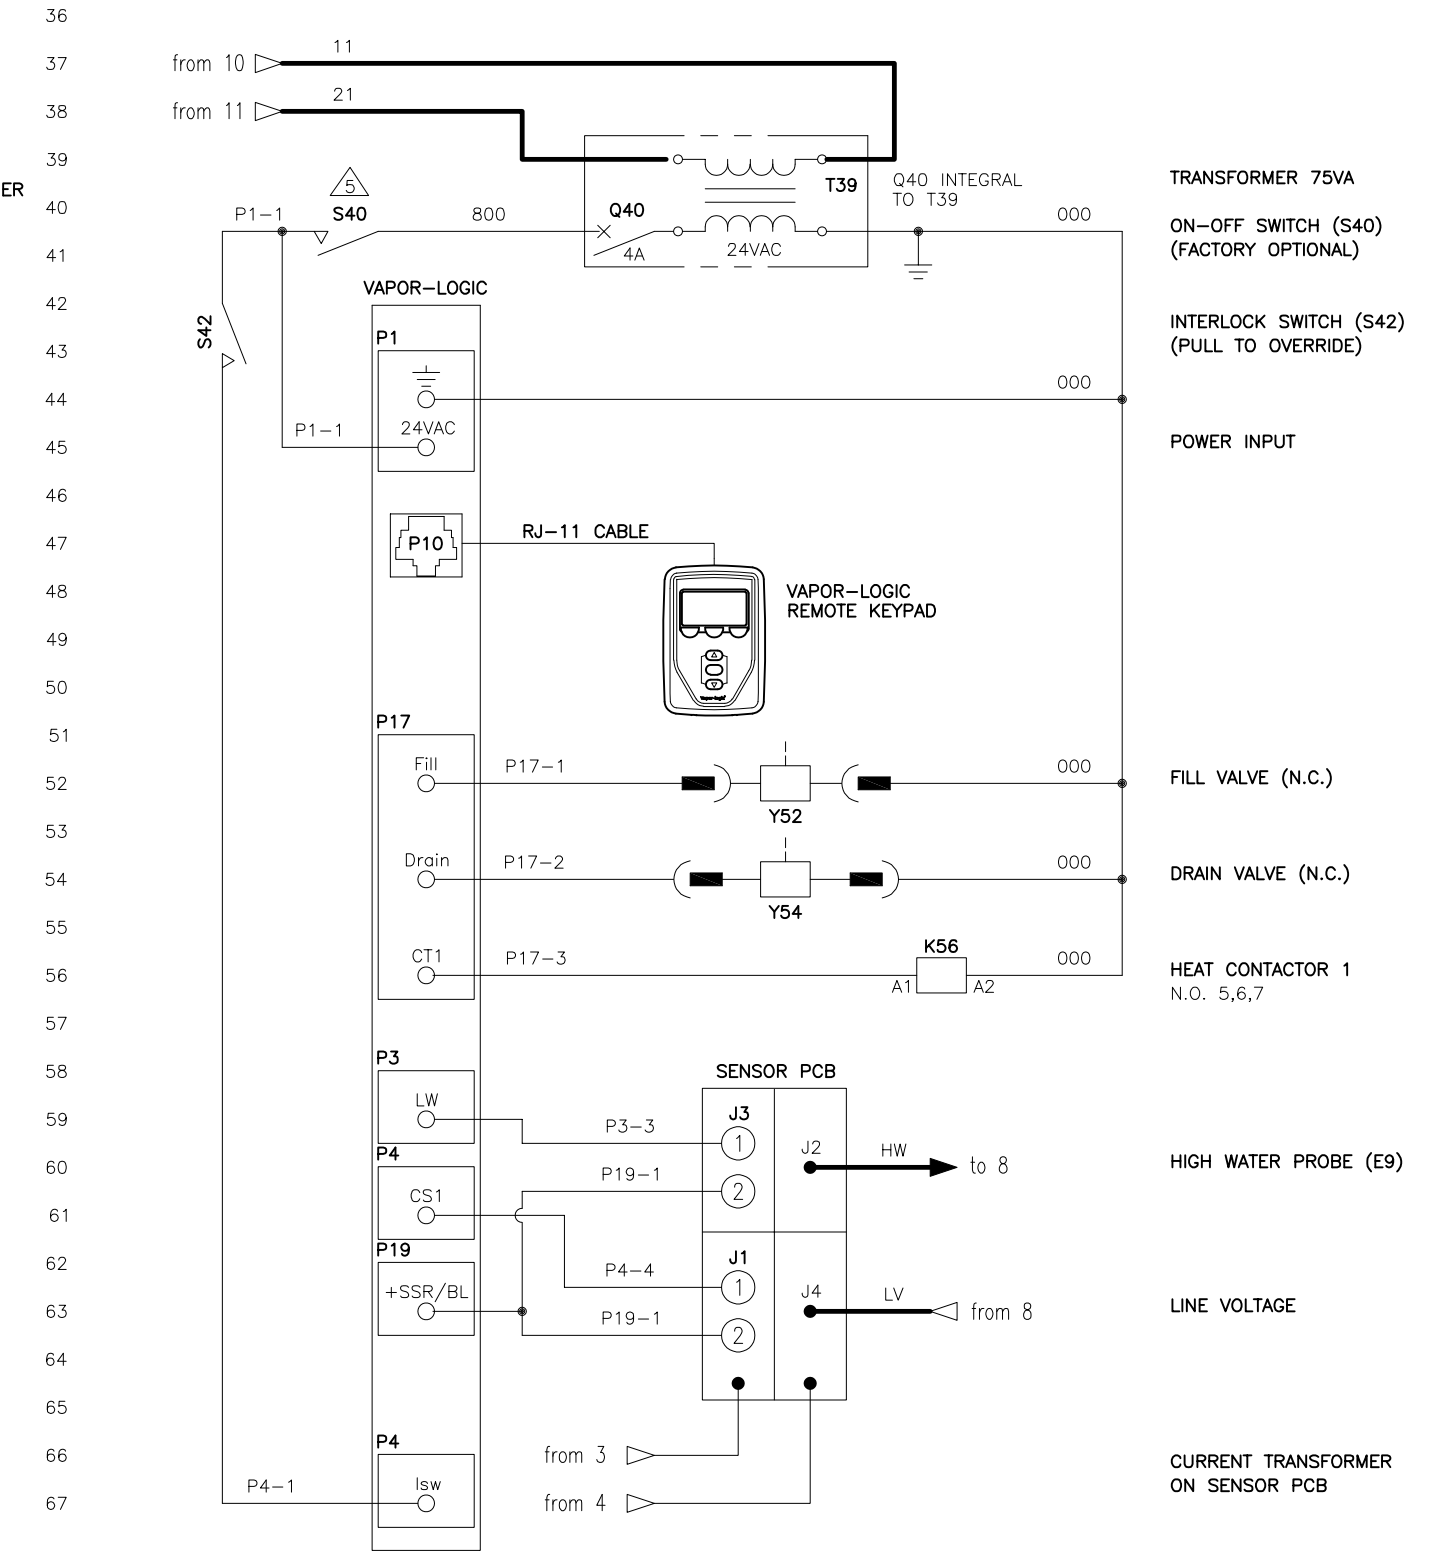 36
37 from 10 11
38 from 11 21
39
ER
40
41
42
43
44
45
46
47
48
49
50
51
52
53
54
55
56
57
58
59
60
61
62
63
64
65
66
67
T39
Q40 INTEGRAL
TO T39
TRANSFORMER 75VA
5
P1-1 S40 800 Q40 000
4A 24VAC
ON-OFF SWITCH (S40)
(FACTORY OPTIONAL)
VAPOR-LOGIC
S42
INTERLOCK SWITCH (S42)
(PULL TO OVERRIDE)
P1
000
P1-1 24VAC
POWER INPUT
P10 RJ-11 CABLE
VAPOR-LOGIC
REMOTE KEYPAD
Vapor-logic
P17
Fill P17-1 000
Y52
FILL VALVE (N.C.)
Drain P17-2 000
Y54
DRAIN VALVE (N.C.)
CT1 P17-3 K56 000
A1 A2
HEAT CONTACTOR 1
N.O. 5,6,7
P3
SENSOR PCB
LW P3-3 J3 1
P19-1 2
J2 HW to 8
HIGH WATER PROBE (E9)
P4
CS1
P19
+SSR/BL
P4-4 J1 1
P19-1 2
J4 LV from 8
LINE VOLTAGE
from 3
from 4
P4
P4-1 Isw
CURRENT TRANSFORMER
ON SENSOR PCB